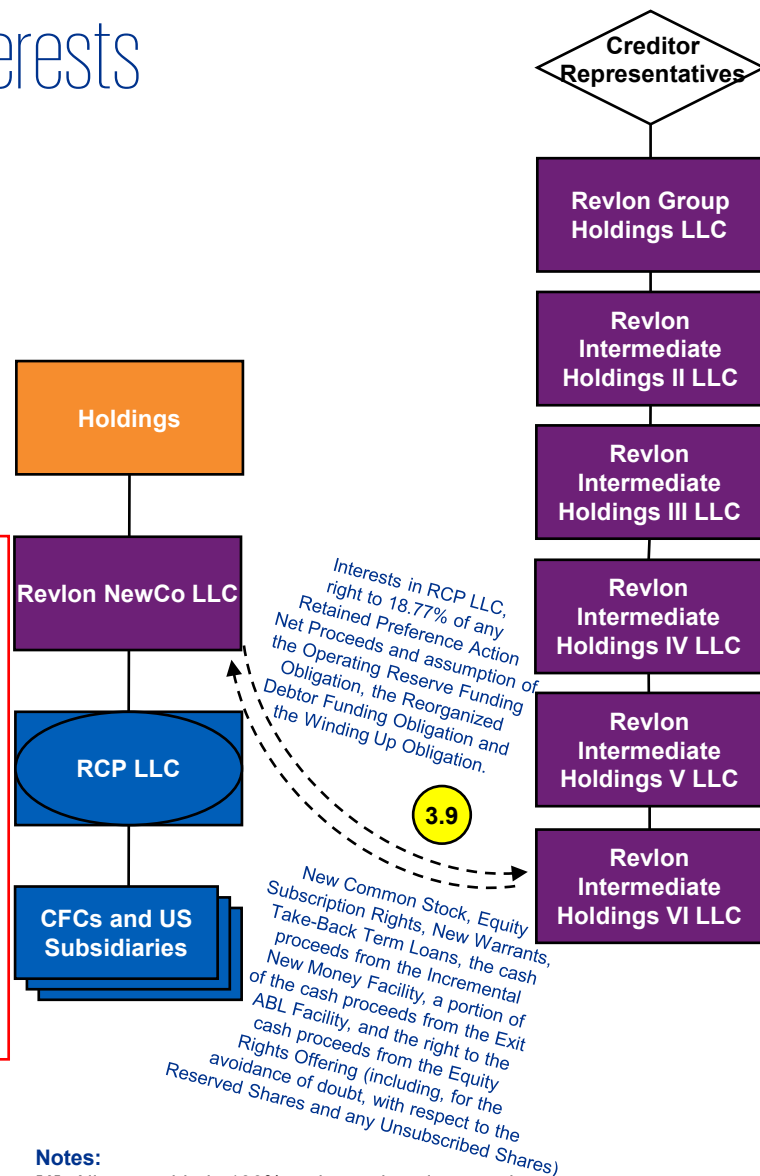 erests
Creditor
Representatives
Revlon Group
Holdings LLC
Revlon
Intermediate
Holdings II LLC
Revlon
Intermediate
Holdings III LLC
Revlon
Intermediate
Holdings IV LLC
Revlon
Intermediate
Holdings V LLC
Revlon
Intermediate
Holdings VI LLC
Holdings
Revlon NewCo LLC
RCP LLC
CFCs and US
Subsidiaries
Interests in RCP LLC,
right to 18.77% of any
Retained Preference Action
Net Proceeds and assumption of
the Operating Reserve Funding
Obligation, the Reorganized
Debtor Funding Obligation and
the Winding Up Obligation.
3.9
New Common Stock, Equity
Subscription Rights, New Warrants,
Take-Back Term Loans, the cash
proceeds from the Incremental
New Money Facility, a portion of
of the cash proceeds from the Exit
ABL Facility, and the right to the
cash proceeds from the Equity
Rights Offering (including, for the
avoidance of doubt, with respect to the
Reserved Shares and any Unsubscribed Shares)
Notes: